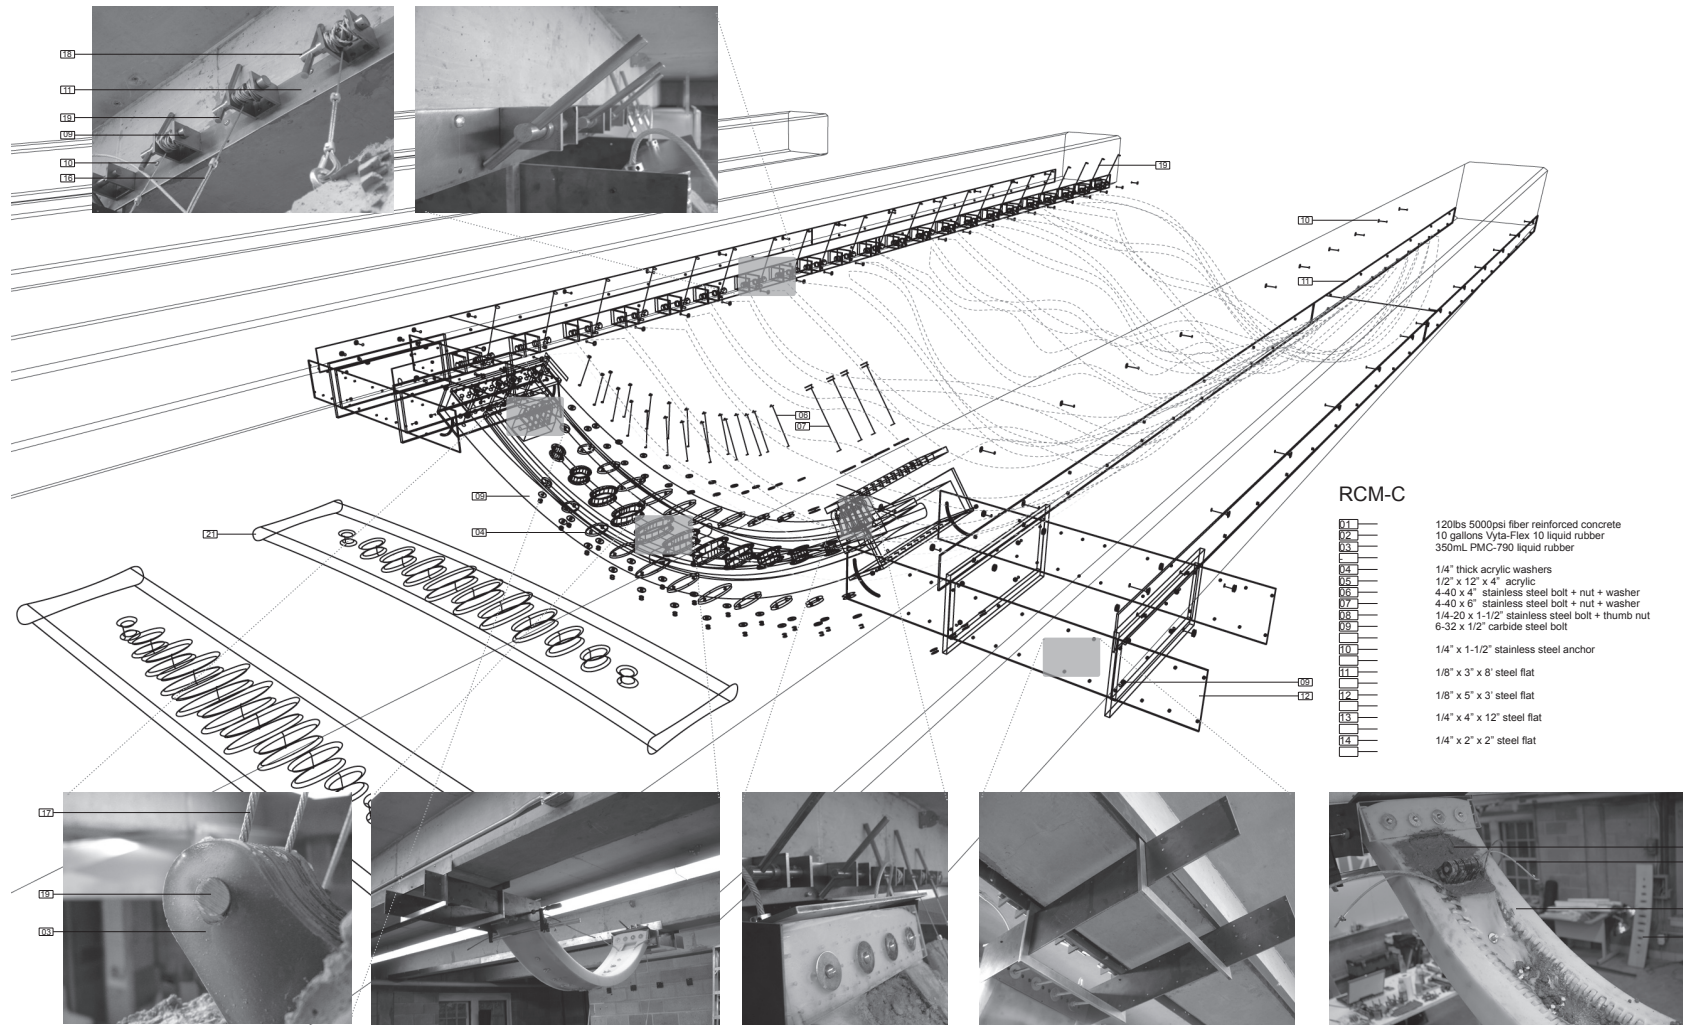 18
11
19
09
10
16
19
10
11
06
07
09
04
21
RCM-C
01 120lbs 5000psi fiber reinforced concrete
02 10 gallons Vyta-Flex 10 liquid rubber
03 350mL PMC-790 liquid rubber
04 1/4" thick acrylic washers
05 1/2" x 12" x 4" acrylic
06 4-40 x 4" stainless steel bolt + nut + washer
07 4-40 x 6" stainless steel bolt + nut + washer
08 1/4-20 x 1-1/2" stainless steel bolt + thumb nut
09 6-32 x 1/2" carbide steel bolt
10 1/4" x 1-1/2" stainless steel anchor
11 1/8" x 3" x 8' steel flat
12 1/8" x 5" x 3' steel flat
13 1/4" x 4" x 12" steel flat
14 1/4" x 2" x 2" steel flat
09
12
17
19
03